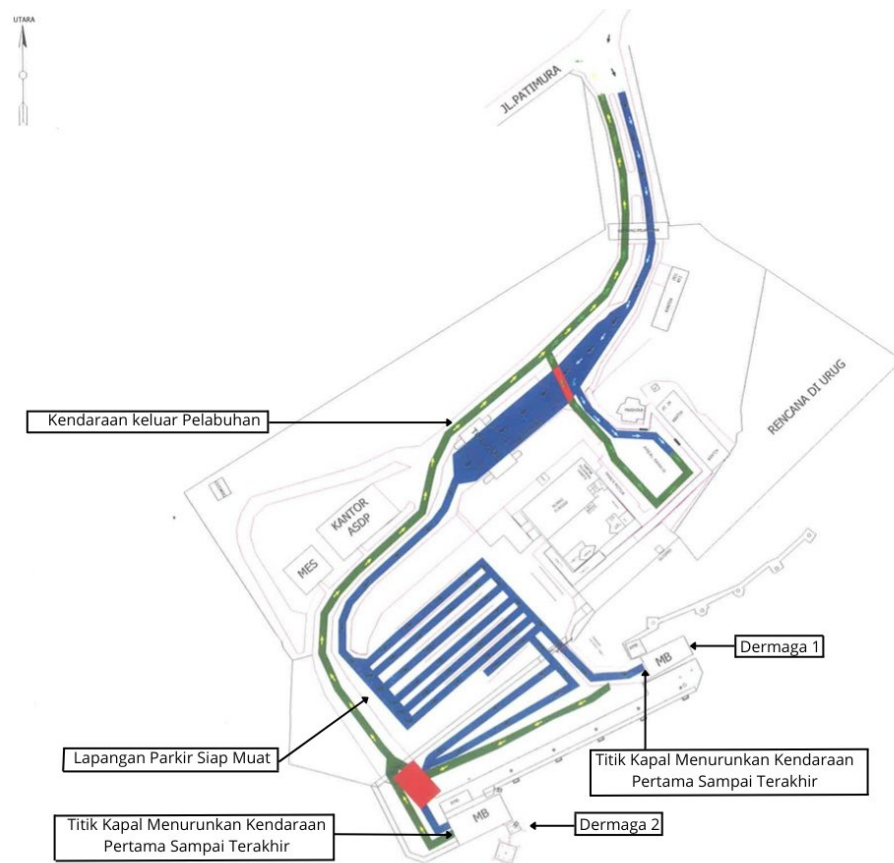 UTARA
JL.PATIMURA
KANTOR
RENCANA DI URUG
Kendaraan keluar Pelabuhan
KANTOR
ASDP
MES
MB
Dermaga 1
Lapangan Parkir Siap Muat
Titik Kapal Menurunkan Kendaraan
Pertama Sampai Terakhir
MB
Dermaga 2
Titik Kapal Menurunkan Kendaraan
Pertama Sampai Terakhir